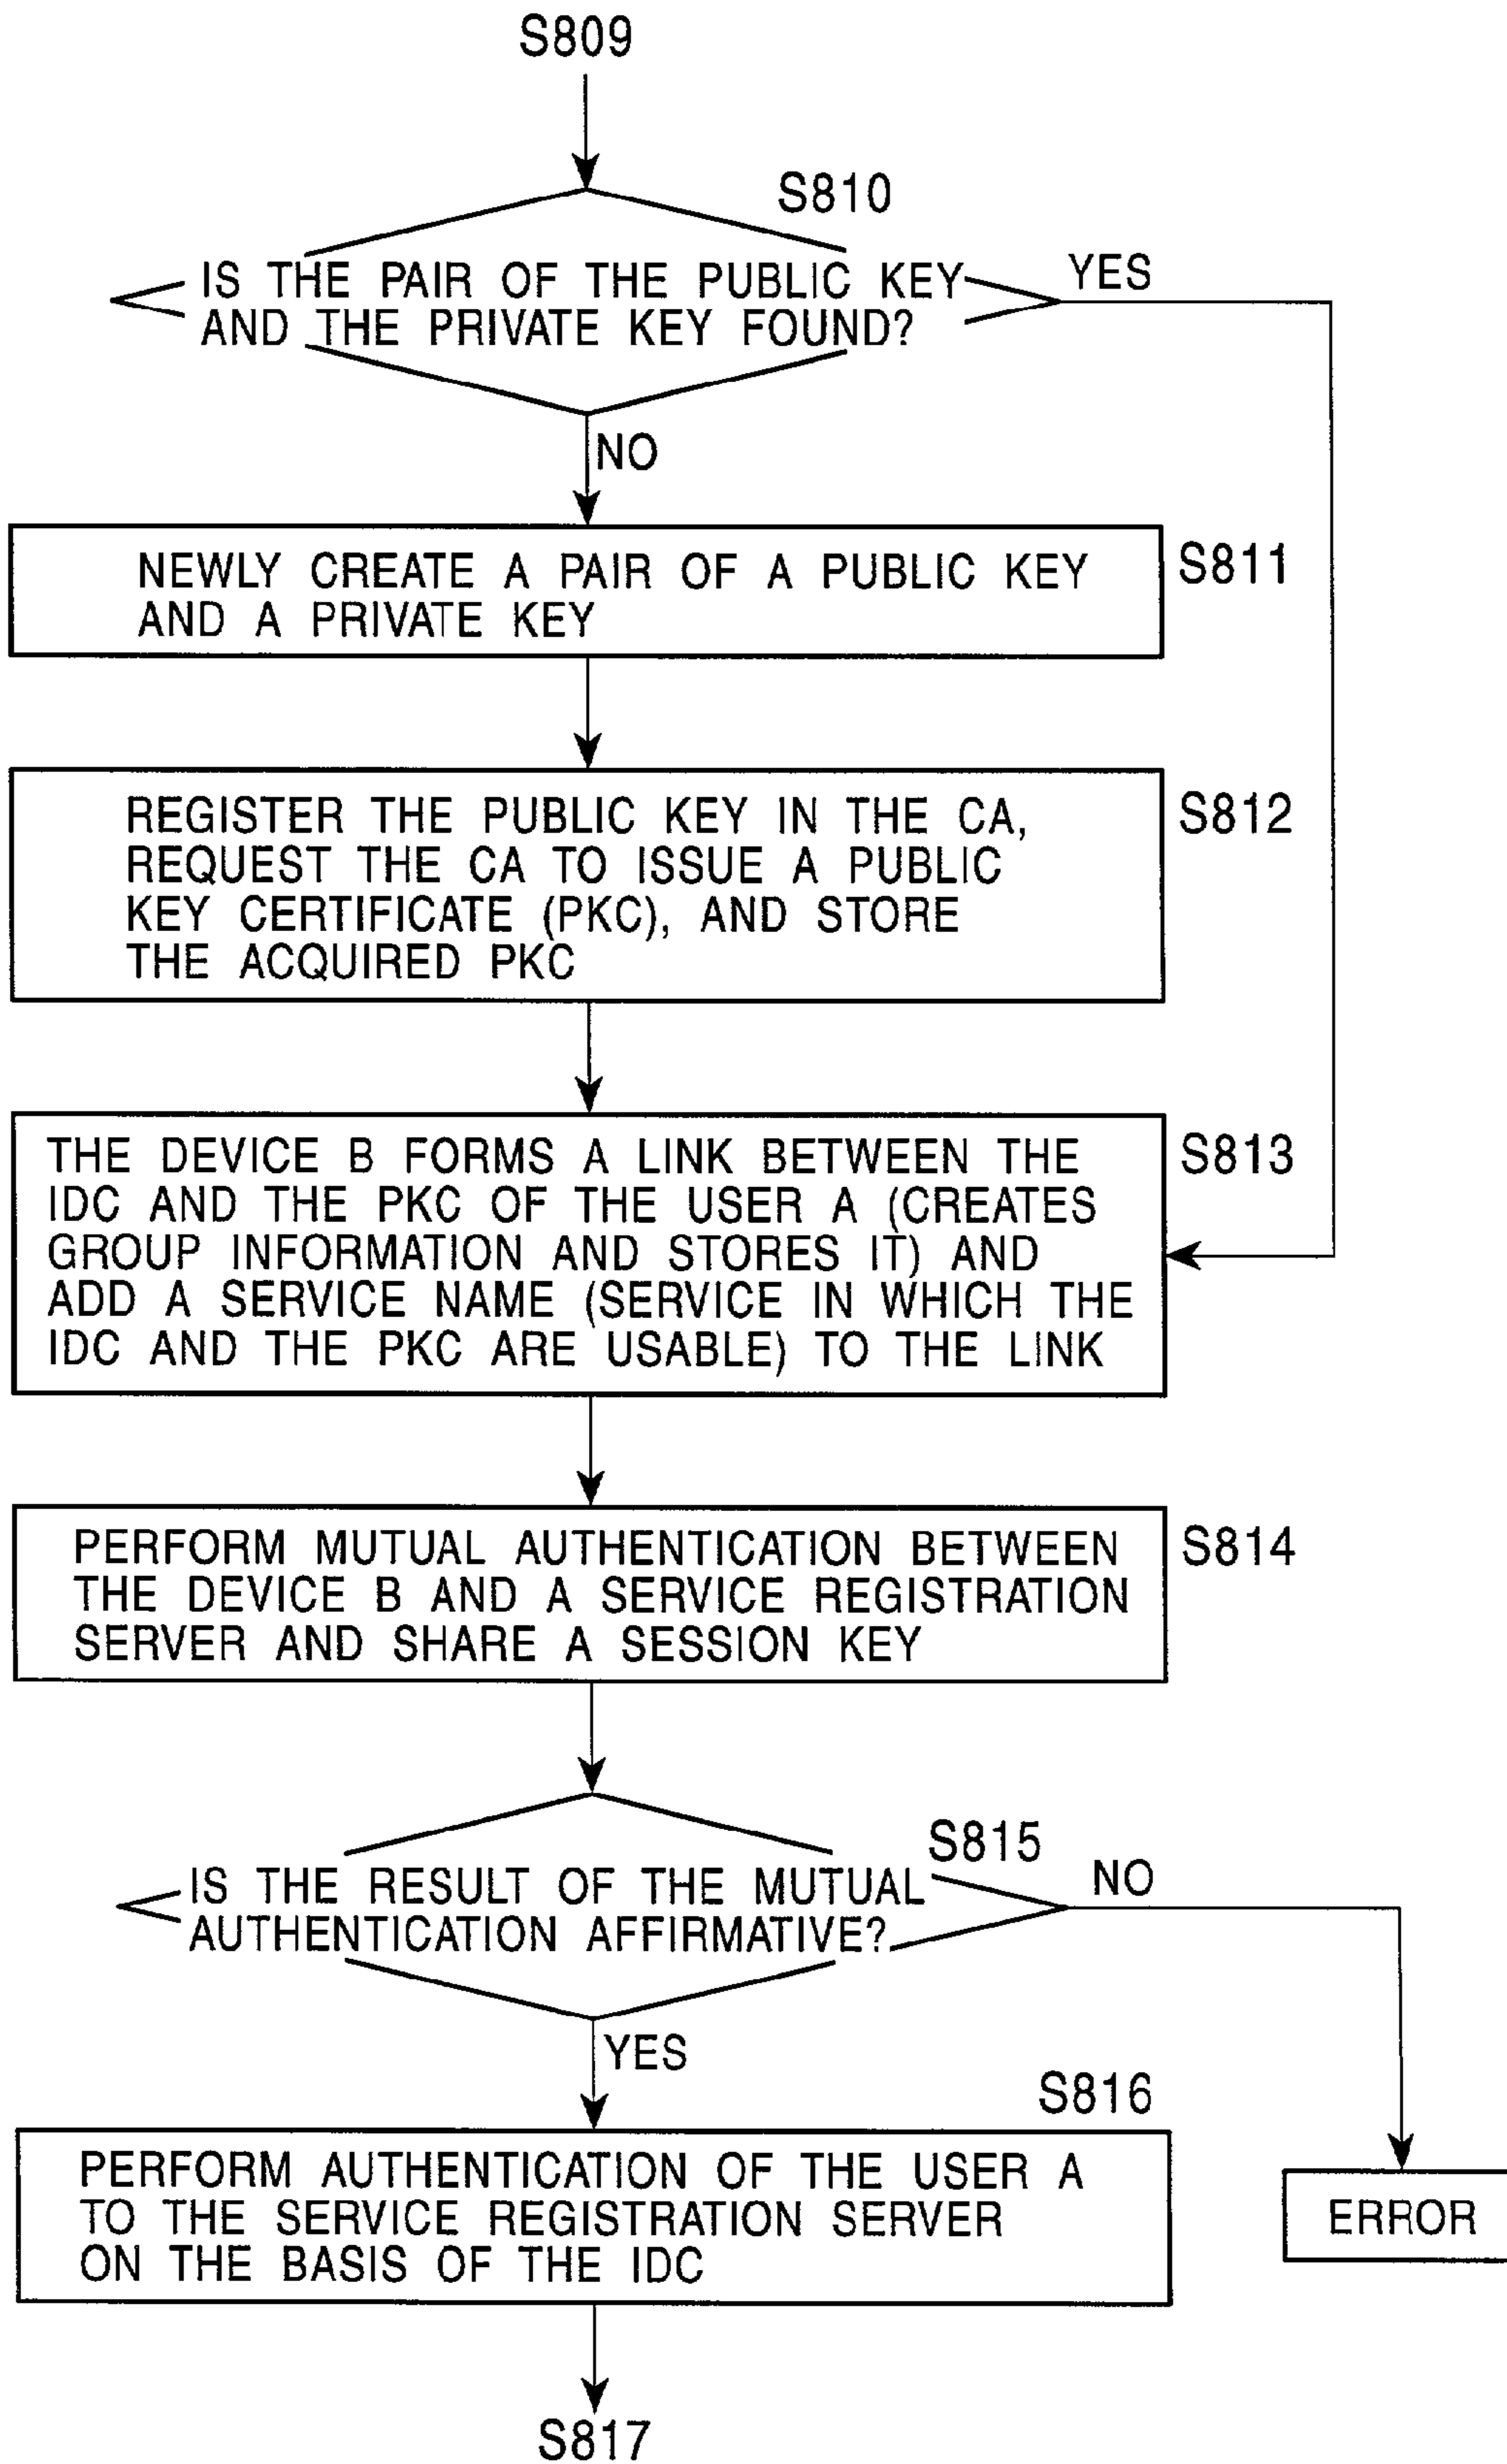 S809
S810
IS THE PAIR OF THE PUBLIC KEY
AND THE PRIVATE KEY FOUND?
YES
NO
NEWLY CREATE A PAIR OF A PUBLIC KEY
AND A PRIVATE KEY
S811
REGISTER THE PUBLIC KEY IN THE CA,
REQUEST THE CA TO ISSUE A PUBLIC
KEY CERTIFICATE (PKC), AND STORE
THE ACQUIRED PKC
S812
THE DEVICE B FORMS A LINK BETWEEN THE
IDC AND THE PKC OF THE USER A (CREATES
GROUP INFORMATION AND STORES IT) AND
ADD A SERVICE NAME (SERVICE IN WHICH THE
IDC AND THE PKC ARE USABLE) TO THE LINK
S813
PERFORM MUTUAL AUTHENTICATION BETWEEN
THE DEVICE B AND A SERVICE REGISTRATION
SERVER AND SHARE A SESSION KEY
S814
S815
IS THE RESULT OF THE MUTUAL
AUTHENTICATION AFFIRMATIVE?
NO
YES
S816
PERFORM AUTHENTICATION OF THE USER A
TO THE SERVICE REGISTRATION SERVER
ON THE BASIS OF THE IDC
ERROR
S817